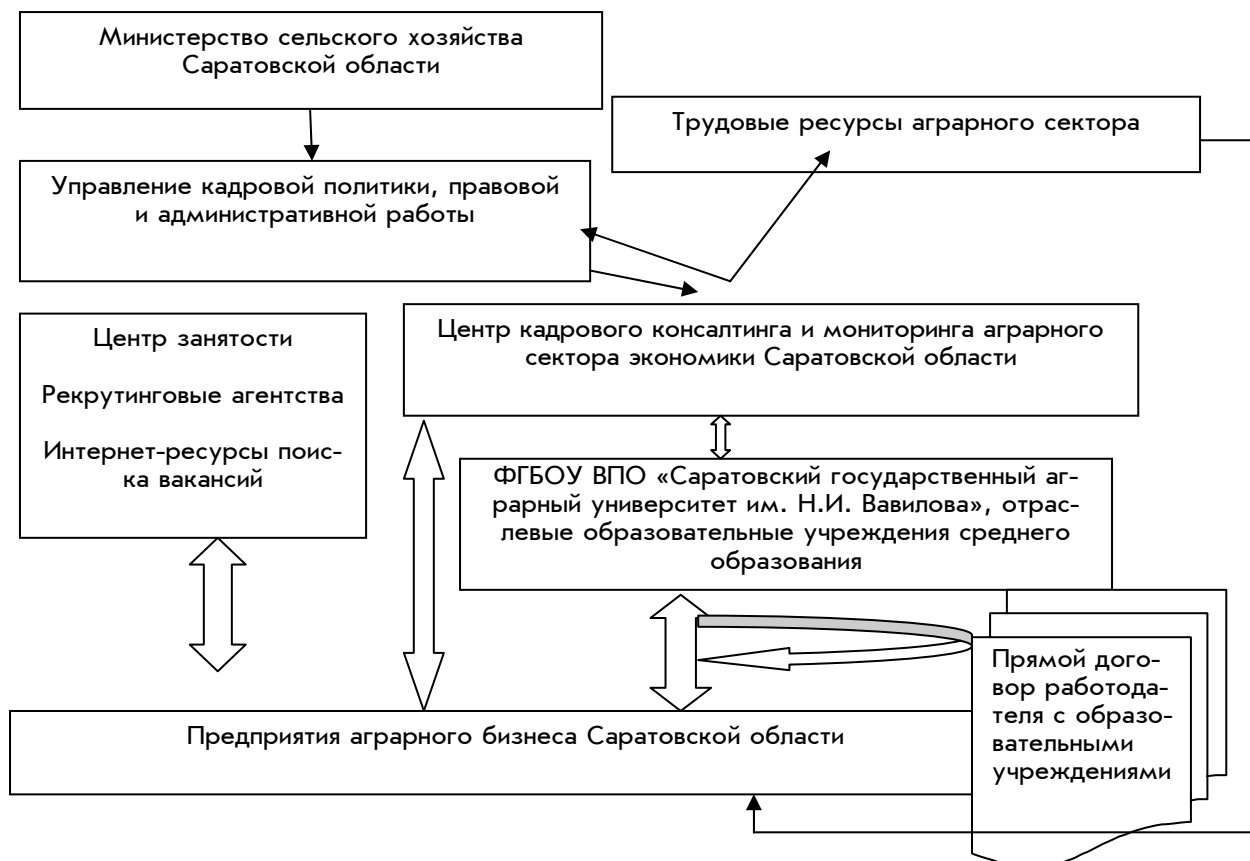 Министерство сельского хозяйства
Саратовской области
Трудовые ресурсы аграрного сектора
Управление кадровой политики, правовой
и административной работы
Центр занятости
Рекрутинговые агентства
Интернет-ресурсы поис-
ка вакансий
Центр кадрового консалтинга и мониторинга аграрного
сектора экономики Саратовской области
ФГБОУ ВПО «Саратовский государственный аг-
рарный университет им. Н.И. Вавилова», отрас-
левые образовательные учреждения среднего
образования
Прямой дого-
вор работода-
теля с образо-
вательными
учреждениями
Предприятия аграрного бизнеса Саратовской области